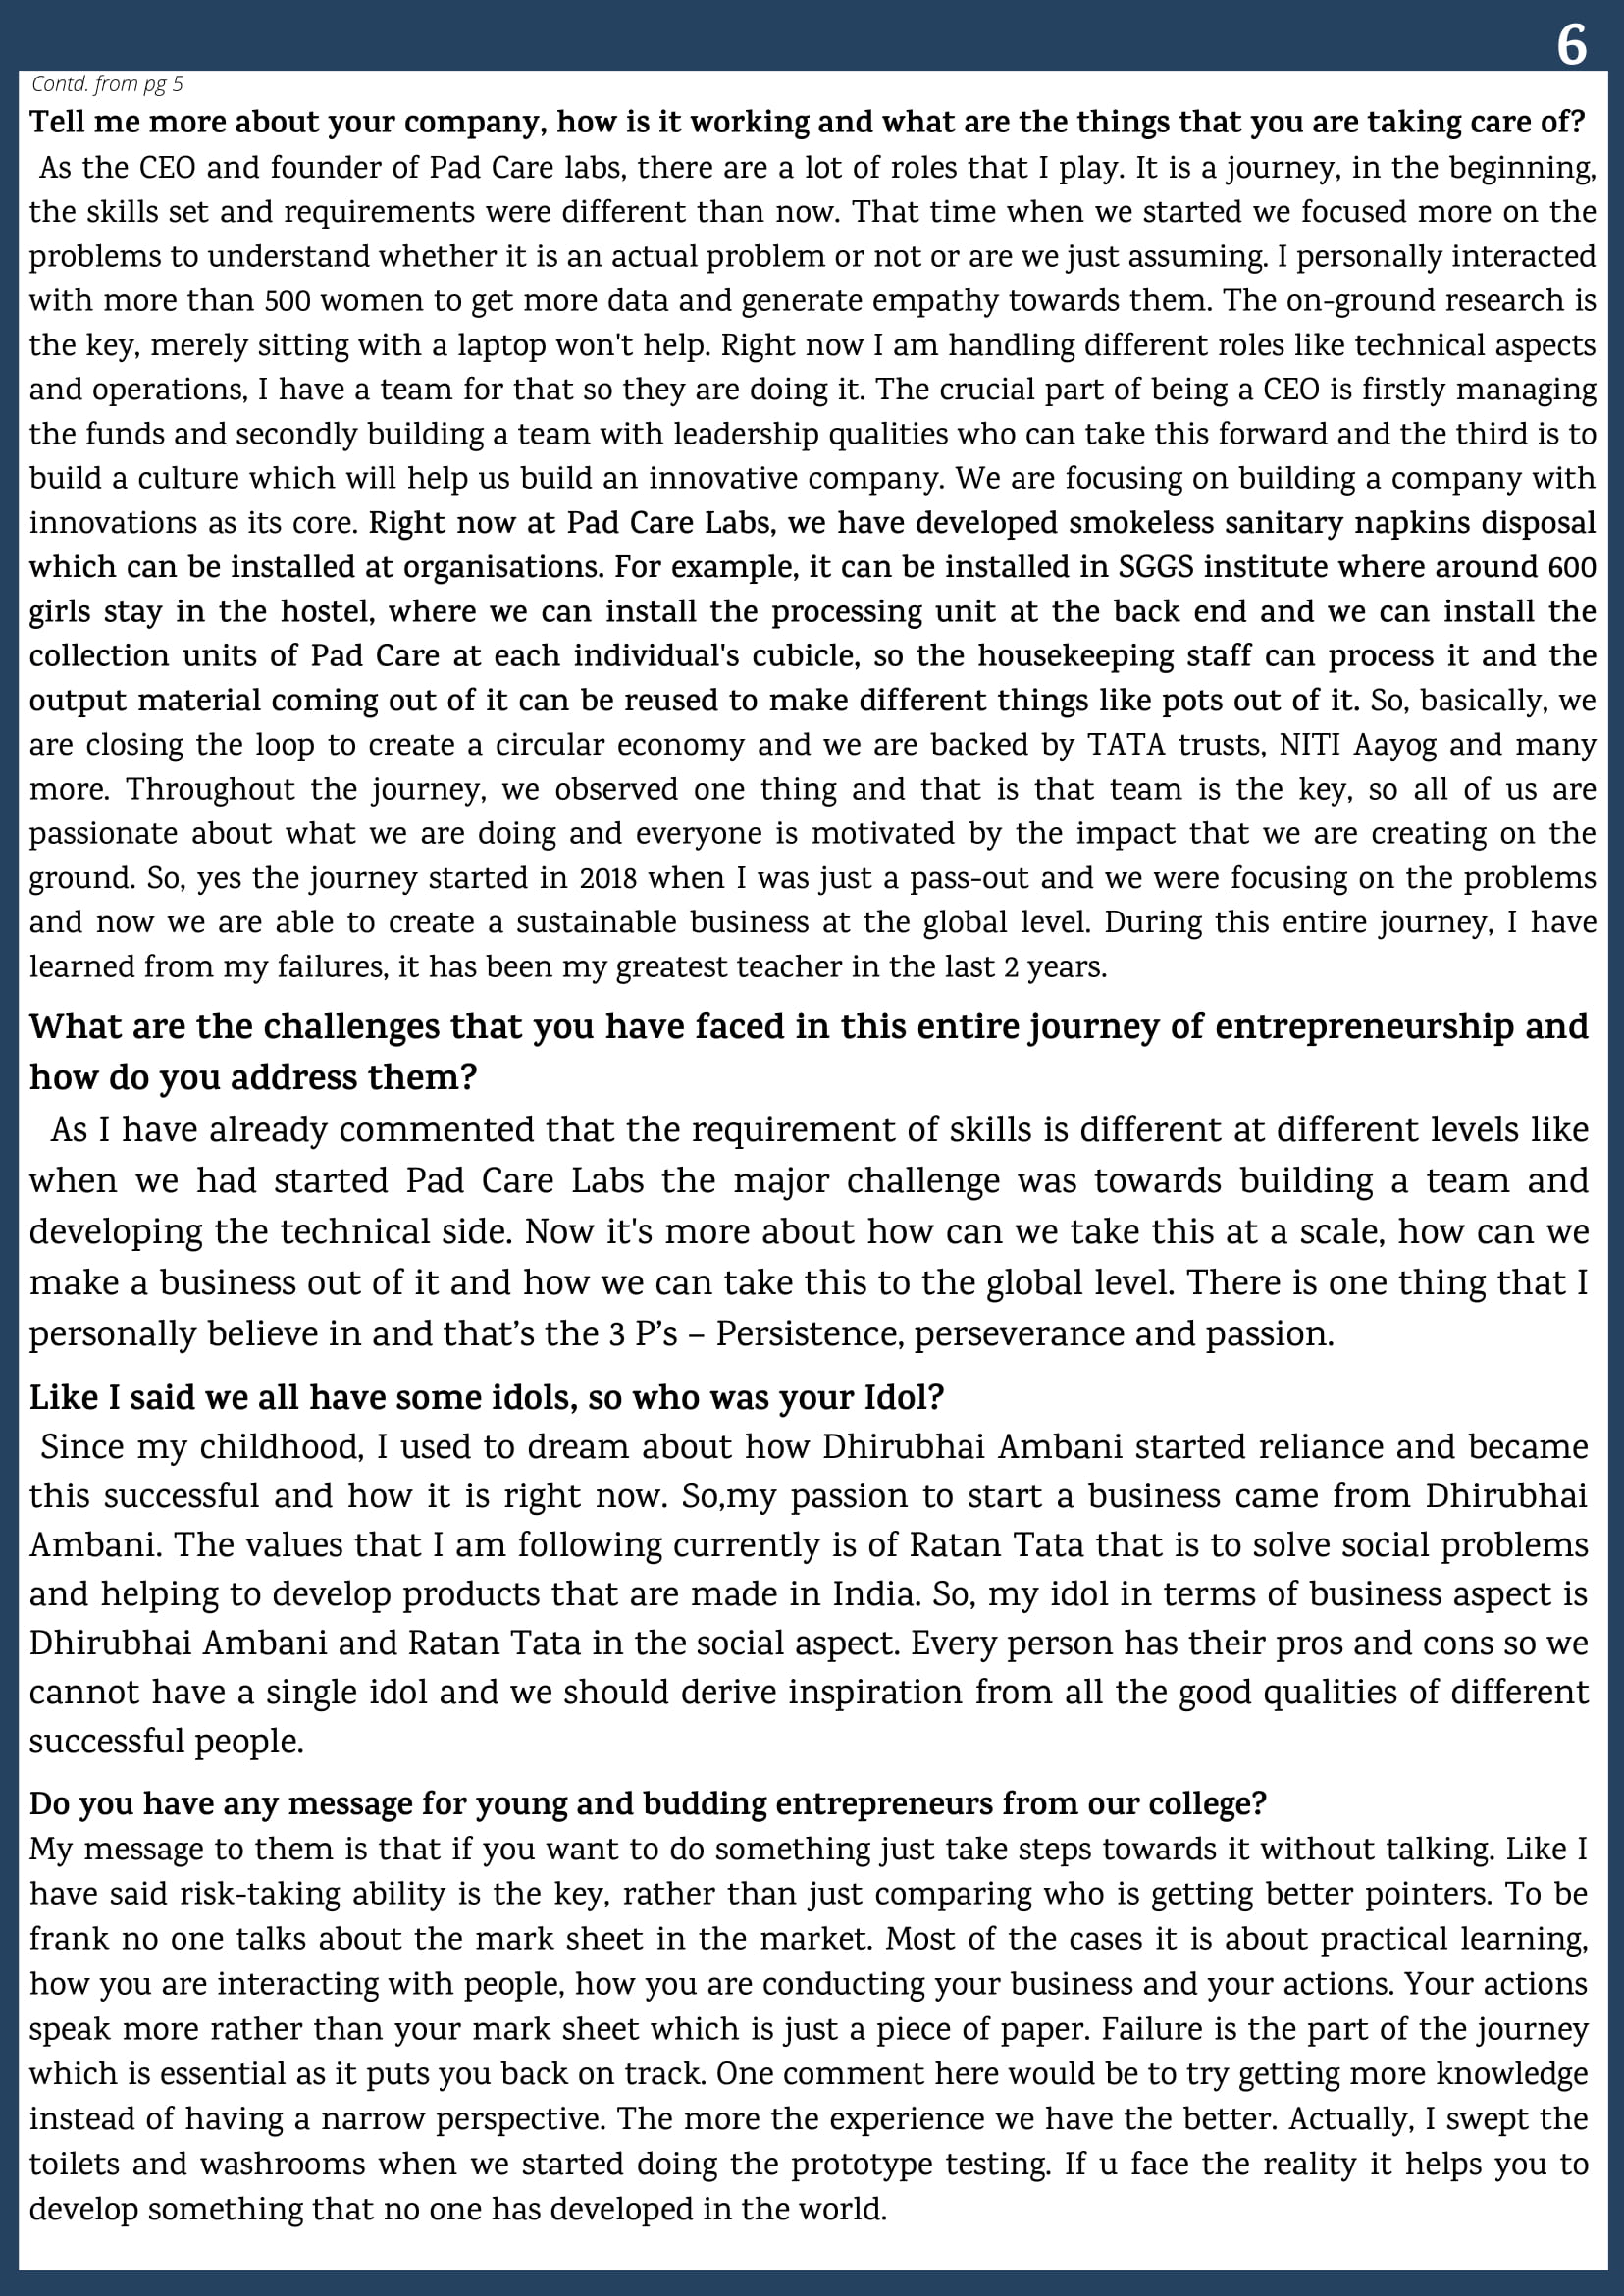 6
Contd. from pg 5
Tell me more about your company, how is it working and what are the things that you are taking care of?
As the CEO and founder of Pad Care labs, there are a lot of roles that I play. It is a journey, in the beginning,
the skills set and requirements were different than now. That time when we started we focused more on the
problems to understand whether it is an actual problem or not or are we just assuming. I personally interacted
with more than 500 women to get more data and generate empathy towards them. The on-ground research is
the key, merely sitting with a laptop won't help. Right now I am handling different roles like technical aspects
and operations, I have a team for that so they are doing it. The crucial part of being a CEO is firstly managing
the funds and secondly building a team with leadership qualities who can take this forward and the third is to
build a culture which will help us build an innovative company. We are focusing on building a company with
innovations as its core. Right now at Pad Care Labs, we have developed smokeless sanitary napkins disposal
which can be installed at organisations. For example, it can be installed in SGGS institute where around 600
girls stay in the hostel, where we can install the processing unit at the back end and we can install the
collection units of Pad Care at each individual's cubicle, so the housekeeping staff can process it and the
output material coming out of it can be reused to make different things like pots out of it. So, basically, we
are closing the loop to create a circular economy and we are backed by TATA trusts, NITI Aayog and many
more. Throughout the journey, we observed one thing and that is that team is the key, so all of us are
passionate about what we are doing and everyone is motivated by the impact that we are creating on the
ground. So, yes the journey started in 2018 when I was just a pass-out and we were focusing on the problems
and now we are able to create a sustainable business at the global level. During this entire journey, I have
learned from my failures, it has been my greatest teacher in the last 2 years.
What are the challenges that you have faced in this entire journey of entrepreneurship and
how do you address them?
As I have already commented that the requirement of skills is different at different levels like
when we had started Pad Care Labs the major challenge was towards building a team and
developing the technical side. Now it's more about how can we take this at a scale, how can we
make a business out of it and how we can take this to the global level. There is one thing that I
personally believe in and that’s the 3 P’s – Persistence, perseverance and passion.
Like I said we all have some idols, so who was your Idol?
Since my childhood, I used to dream about how Dhirubhai Ambani started reliance and became
this successful and how it is right now. So,my passion to start a business came from Dhirubhai
Ambani. The values that I am following currently is of Ratan Tata that is to solve social problems
and helping to develop products that are made in India. So, my idol in terms of business aspect is
Dhirubhai Ambani and Ratan Tata in the social aspect. Every person has their pros and cons so we
cannot have a single idol and we should derive inspiration from all the good qualities of different
successful people.
Do you have any message for young and budding entrepreneurs from our college?
My message to them is that if you want to do something just take steps towards it without talking. Like I
have said risk-taking ability is the key, rather than just comparing who is getting better pointers. To be
frank no one talks about the mark sheet in the market. Most of the cases it is about practical learning,
how you are interacting with people, how you are conducting your business and your actions. Your actions
speak more rather than your mark sheet which is just a piece of paper. Failure is the part of the journey
which is essential as it puts you back on track. One comment here would be to try getting more knowledge
instead of having a narrow perspective. The more the experience we have the better. Actually, I swept the
toilets and washrooms when we started doing the prototype testing. If u face the reality it helps you to
develop something that no one has developed in the world.